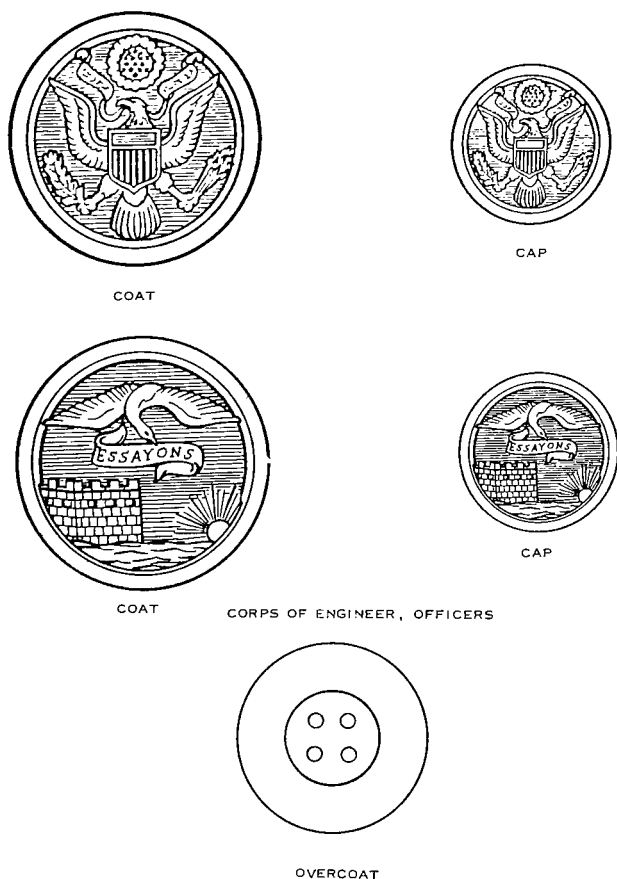 CAP
COAT
ESSAYONS
ESSAYONS
CAP
COAT
CORPS OF ENGINEER, OFFICERS
OVERCOAT